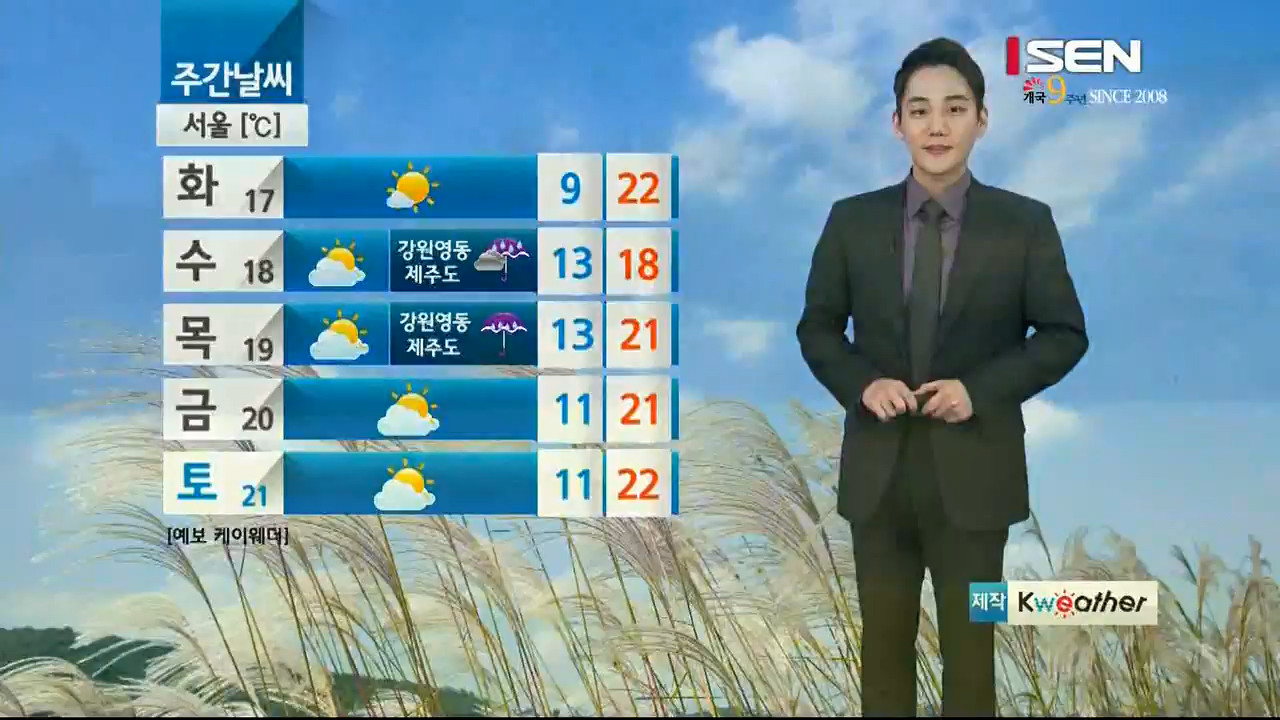 주간날씨
서울 [℃]
화 17 9 22
수 18 강원영동 제주도 13 18
목 19 강원영동 제주도 13 21
금 20 11 21
토 21 11 22
[예보 케이웨더]
SEN
개국 9주년 SINCE 2008
제작 Kweather